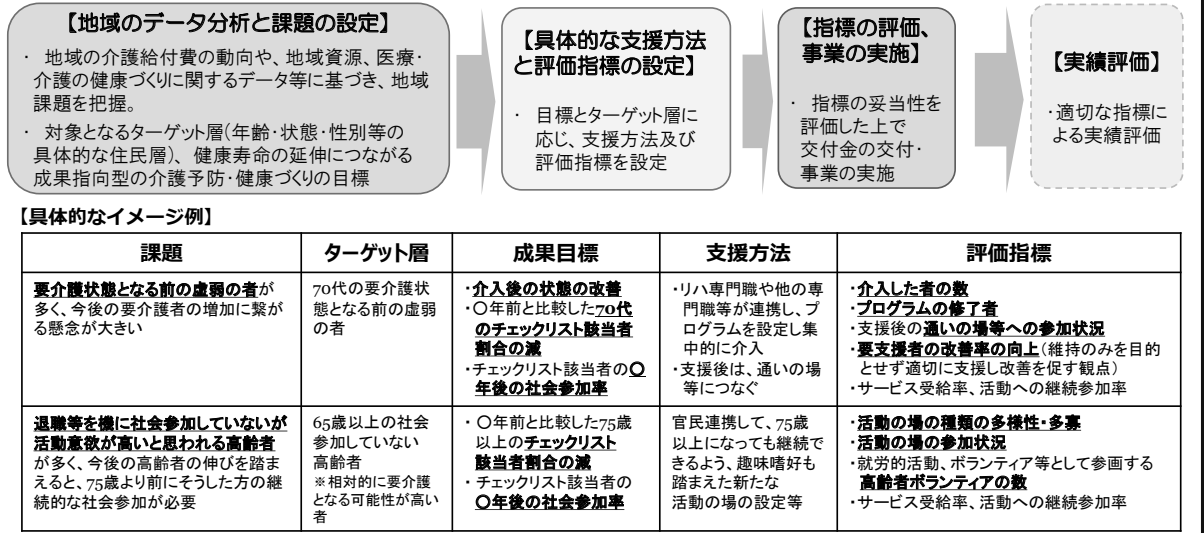 【地域のデータ分析と課題の設定】
・ 地域の介護給付費の動向や、地域資源、医療・
介護の健康づくりに関するデータ等に基づき、地域
課題を把握。
・ 対象となるターゲット層(年齢・状態・性別等の
具体的な住民層)、健康寿命の延伸につながる
成果指向型の介護予防・健康づくりの目標
【具体的な支援方法
と評価指標の設定】
・ 目標とターゲット層に
応じ、支援方法及び
評価指標を設定
【指標の評価、
事業の実施】
・ 指標の妥当性を
評価した上で
交付金の交付・
事業の実施
【実績評価】
・適切な指標に
よる実績評価
【具体的なイメージ例】
課題
ターゲット層
成果目標
支援方法
評価指標
要介護状態となる前の虚弱の者が
多く、今後の要介護者の増加に繋が
る懸念が大きい
70代の要介護状
態となる前の虚弱
の者
・介入後の状態の改善
・〇年前と比較した70代
のチェックリスト該当者
割合の減
・チェックリスト該当者の〇
年後の社会参加率
・リハ専門職や他の専
門職等が連携し、プ
ログラムを設定し集
中的に介入
・支援後は、通いの場
等につなぐ
・介入した者の数
・プログラムの修了者
・支援後の通いの場等への参加状況
・要支援者の改善率の向上(維持のみを目的
とせず適切に支援し改善を促す観点)
・サービス受給率、活動への継続参加率
退職等を機に社会参加していないが
活動意欲が高いと思われる高齢者
が多く、今後の高齢者の伸びを踏ま
えると、75歳より前にそうした方の継
続的な社会参加が必要
65歳以上の社会
参加していない
高齢者
※相対的に要介護
となる可能性が高い
者
・ 〇年前と比較した75歳
以上のチェックリスト
該当者割合の減
・ チェックリスト該当者の
〇年後の社会参加率
官民連携して、75歳
以上になっても継続で
きるよう、趣味嗜好も
踏まえた新たな
活動の場の設定等
・活動の場の種類の多様性・多寡
・活動の場の参加状況
・就労的活動、ボランティア等として参画する
高齢者ボランティアの数
・サービス受給率、活動への継続参加率